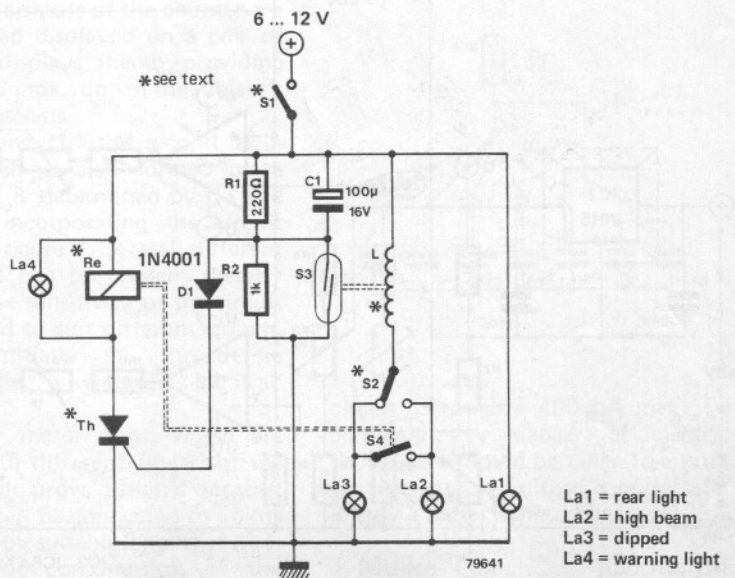 6 ... 12 V
*see text
* S1
R1
220Ω
C1
100µ
16V
La4
* Re
1N4001
D1
R2
1k
S3
L
*
* S2
* Th
S4
La3
La2
La1
La1 = rear light
La2 = high beam
La3 = dipped
La4 = warning light
79641